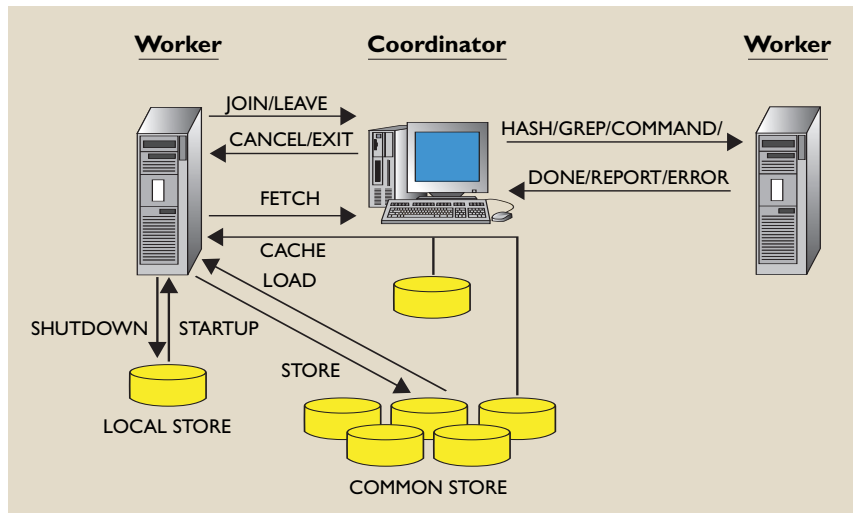 Worker
Coordinator
Worker
JOIN/LEAVE
CANCEL/EXIT
HASH/GREP/COMMAND/
DONE/REPORT/ERROR
FETCH
CACHE
LOAD
SHUTDOWN
STARTUP
STORE
LOCAL STORE
COMMON STORE